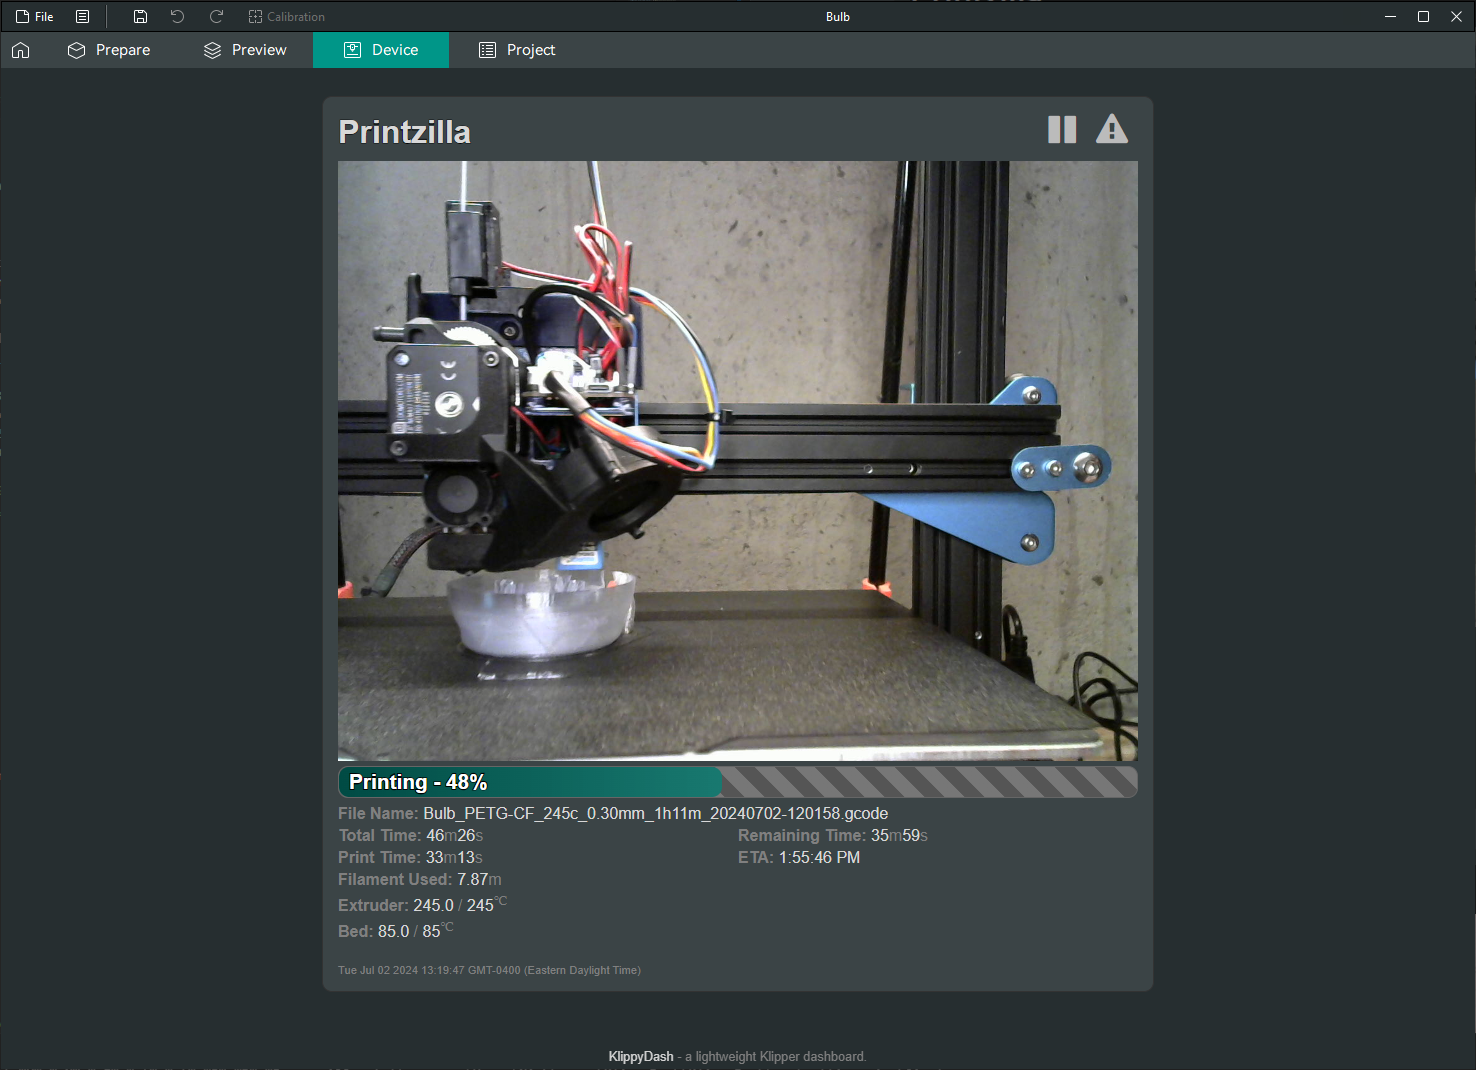 File
Calibration
Bulb
Prepare
Preview
Device
Project
Printzilla
Printing - 48%
File Name: Bulb_PETG-CF_245c_0.30mm_1h11m_20240702-120158.gcode
Total Time: 46m26s
Remaining Time: 35m59s
Print Time: 33m13s
ETA: 1:55:46 PM
Filament Used: 7.87m
Extruder: 245.0 / 245°C
Bed: 85.0 / 85°C
Tue Jul 02 2024 13:19:47 GMT-0400 (Eastern Daylight Time)
KlippyDash - a lightweight Klipper dashboard.